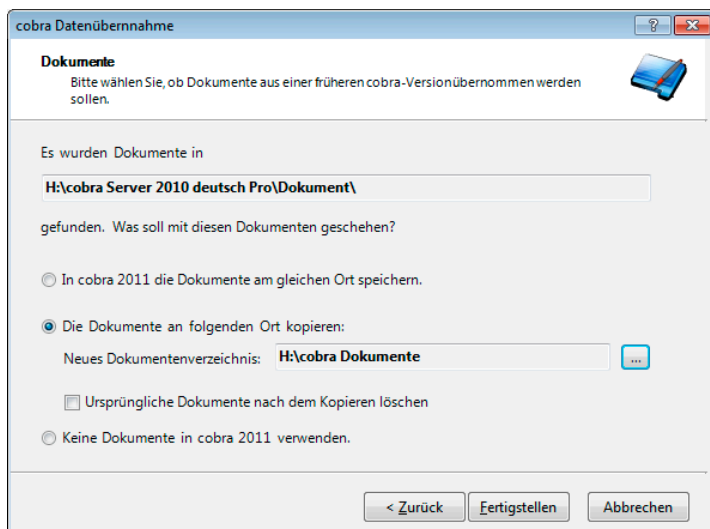 cobra Datenübernnahme
Dokumente
Bitte wählen Sie, ob Dokumente aus einer früheren cobra-Versionübernommen werden
sollen.
Es wurden Dokumente in
H:\cobra Server 2010 deutsch Pro\Dokument\
gefunden. Was soll mit diesen Dokumenten geschehen?
In cobra 2011 die Dokumente am gleichen Ort speichern.
Die Dokumente an folgenden Ort kopieren:
Neues Dokumentenverzeichnis: H:\cobra Dokumente ...
Ursprüngliche Dokumente nach dem Kopieren löschen
Keine Dokumente in cobra 2011 verwenden.
< Zurück Fertigstellen Abbrechen